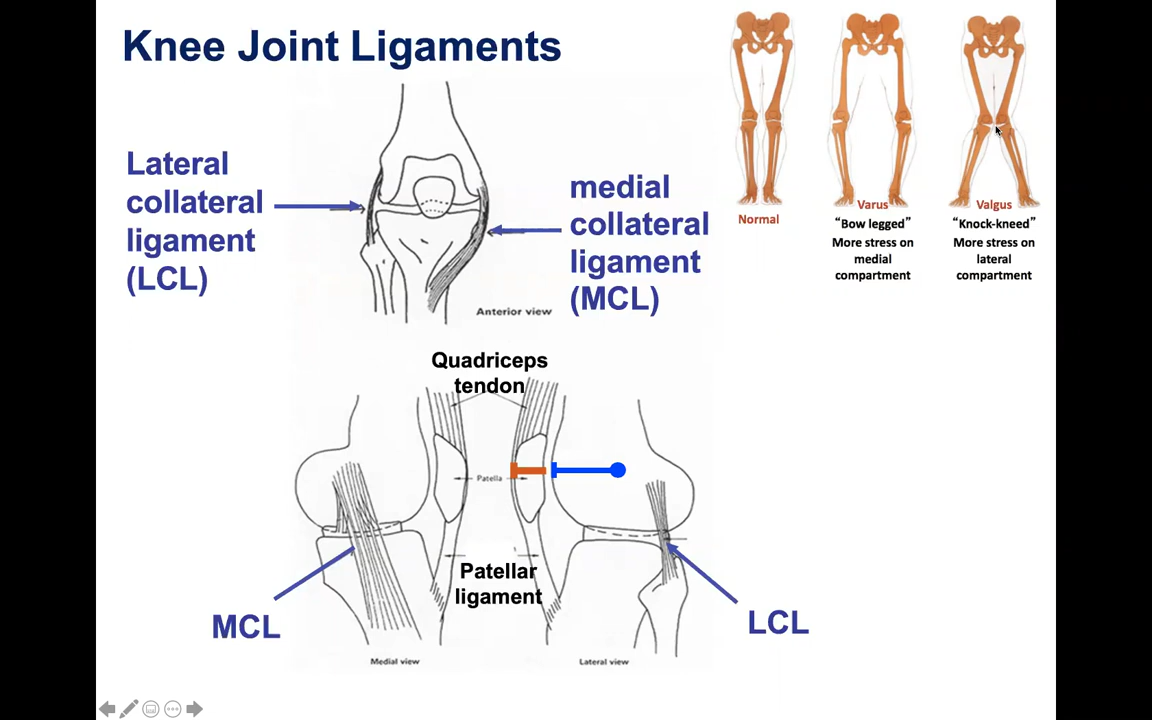 Knee Joint Ligaments
Lateral
collateral
ligament
(LCL)
medial
collateral
ligament
(MCL)
Anterior view
Normal
Varus
“Bow legged”
More stress on
medial
compartment
Valgus
“Knock-kneed”
More stress on
lateral
compartment
Quadriceps
tendon
Patella
Patellar
ligament
MCL
LCL
Medial view
Lateral view